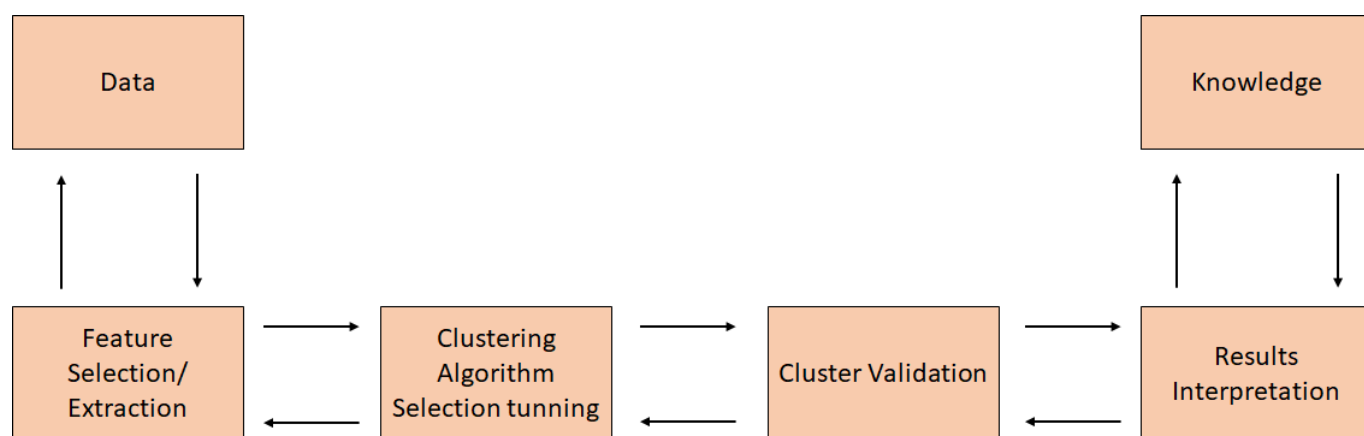 Data
Knowledge
Feature
Selection/
Extraction
Clustering
Algorithm
Selection tunning
Cluster Validation
Results
Interpretation